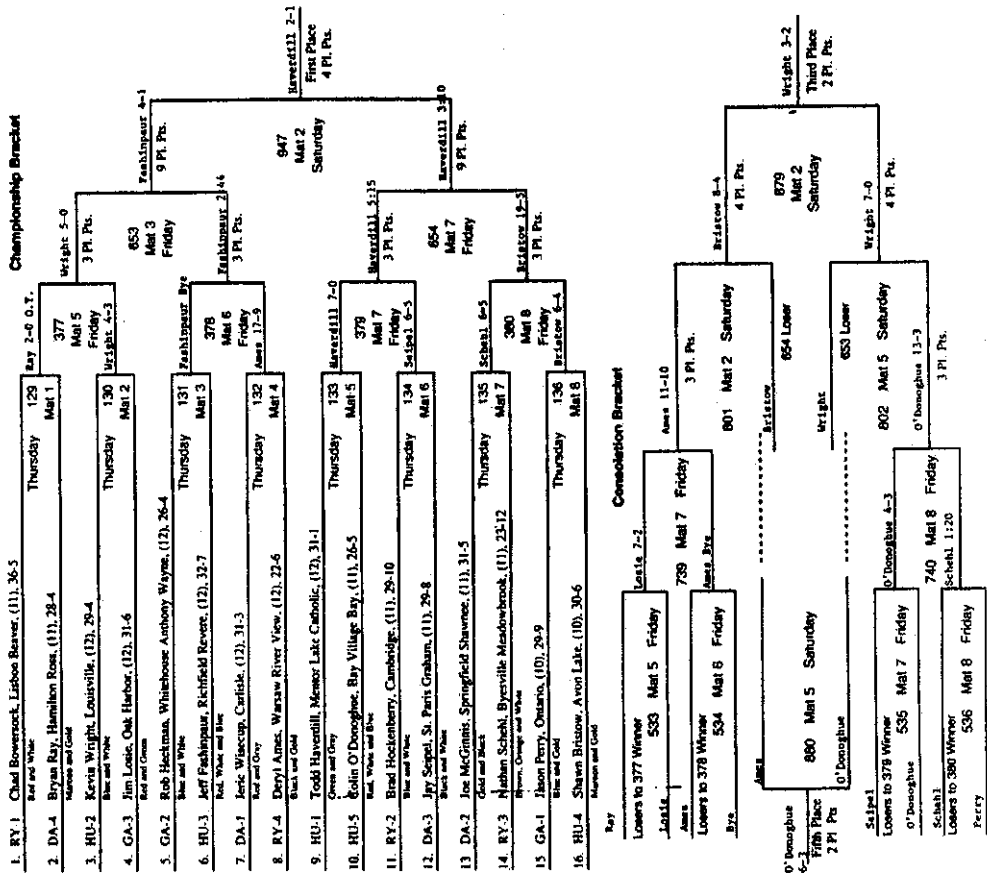 Championship Bracket
1. RY-1 Chad Bowersock, Lisbon Beaver, (11), 36-5
Red and White
2. DA-4 Bryan Ray, Hamilton Ross, (11), 28-4
Maroon and Gold
3. HU-2 Kevin Wright, Louisville, (12), 29-4
Blue and White
4. GA-3 Jim Losie, Oak Harbor, (12), 31-6
Red and Green
5. GA-2 Rob Heckman, Whitehouse Anthony Wayne, (12), 26-4
Blue and White
6. HU-3 Jeff Fashinpaur, Richfield Revere, (12), 32-7
Red, White and Blue
7. DA-1 Jeric Wisecup, Carlisle, (12), 31-3
Red and Grey
8. RY-4 Deryl Ames, Warsaw River View, (12), 22-6
Black and Gold
9. HU-1 Todd Haverdill, Mentor Lake Catholic, (12), 31-1
Green and Grey
10. HU-5 Colin O'Donoghue, Bay Village Bay, (11), 26-5
Red, White and Blue
11. RY-2 Brad Hockenberry, Cambridge, (11), 29-10
Blue and White
12. DA-3 Jay Seipel, St. Paris Graham, (11), 29-8
Black and White
13 DA-2 Joe McGinnis, Springfield Shawnee, (11), 31-5
Gold and Black
14. RY-3 Nathan Schehl, Byesville Meadowbrook, (11), 23-12
Brown, Orange and White
15 GA-1 Jason Perry, Ontario, (10), 29-9
Blue and Gold
16. HU-4 Shawn Bristow, Avon Lake, (10), 30-6
Maroon and Gold
Thursday 129
Mat 1
Thursday 130
Mat 2
Thursday 131
Mat 3
Thursday 132
Mat 4
Thursday 133
Mat 5
Thursday 134
Mat 6
Thursday 135
Mat 7
Thursday 136
Mat 8
Ray 2-0 O.T.
377
Mat 5
Friday
Wright 4-3
Fashinpaur Bye
378
Mat 6
Friday
Ames 17-9
Haverdill 7-0
379
Mat 7
Friday
Seipel 6-5
Schehl 6-5
380
Mat 8
Friday
Bristow 6-4
Wright 5-0
3 Pl. Pts.
653
Mat 3
Friday
Fashinpaur 2:46
3 Pl. Pts.
Haverdill 5:15
3 Pl. Pts.
654
Mat 7
Friday
Bristow 19-5
3 Pl. Pts.
Fashinpaur 4-1
9 Pl. Pts.
947
Mat 2
Saturday
Haverdill 3:10
9 Pl. Pts.
Haverdill 2-1
First Place
4 Pl. Pts.
Consolation Bracket
Ray
Losers to 377 Winner
533 Mat 5 Friday
Losie
Ames
Losers to 378 Winner
534 Mat 6 Friday
Bye
Losie 7-2
739 Mat 7 Friday
Ames Bye
Ames 11-10
3 Pl. Pts.
801 Mat 2 Saturday
Bristow
654 Loser
Bristow 8-4
4 Pl. Pts.
879
Mat 2
Saturday
Wright 3-2
Third Place
2 Pl. Pts.
Wright 7-0
4 Pl. Pts.
Wright
653 Loser
802 Mat 5 Saturday
O'Donoghue 13-3
3 Pl. Pts.
Ames
880 Mat 5 Saturday
O'Donoghue
O'Donoghue
6-3
Fifth Place
2 Pl Pts
Seipel
Losers to 379 Winner
535 Mat 7 Friday
O'Donoghue
Schehl
Losers to 380 Winner
536 Mat 8 Friday
Perry
O'Donoghue 4-3
740 Mat 8 Friday
Schehl 1:20